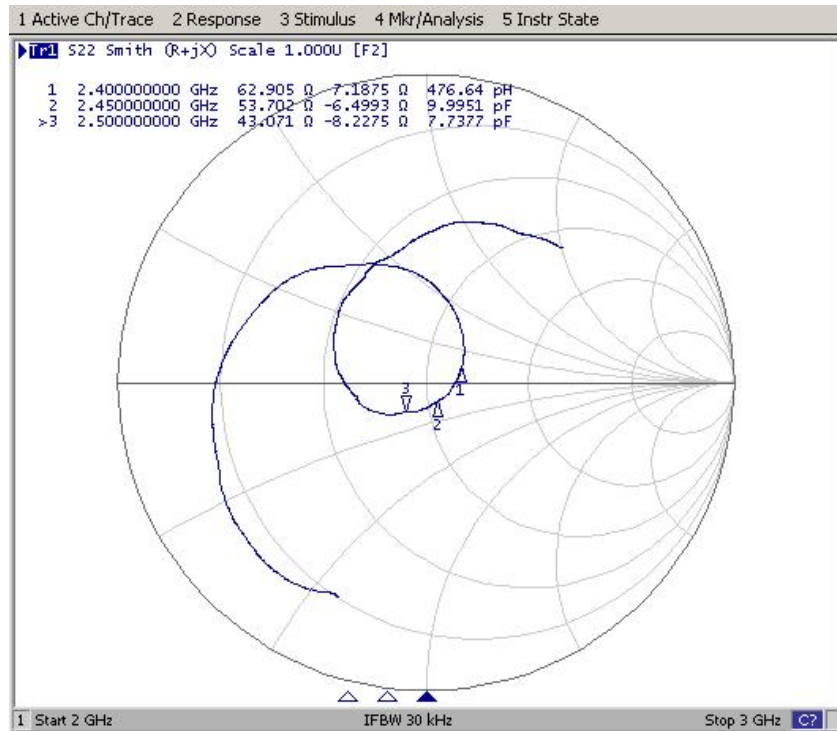 1 Active Ch/Trace 2 Response 3 Stimulus 4 Mkr/Analysis 5 Instr State
Tr1 S22 Smith (R+jX) Scale 1.000U [F2]
1 2.400000000 GHz 62.905 Ω 7.1875 Ω 476.64 pH
2 2.450000000 GHz 53.702 Ω -6.4993 Ω 9.9951 pF
>3 2.500000000 GHz 43.071 Ω -8.2275 Ω 7.7377 pF
3
1
2
1 Start 2 GHz IFBW 30 kHz Stop 3 GHz C?